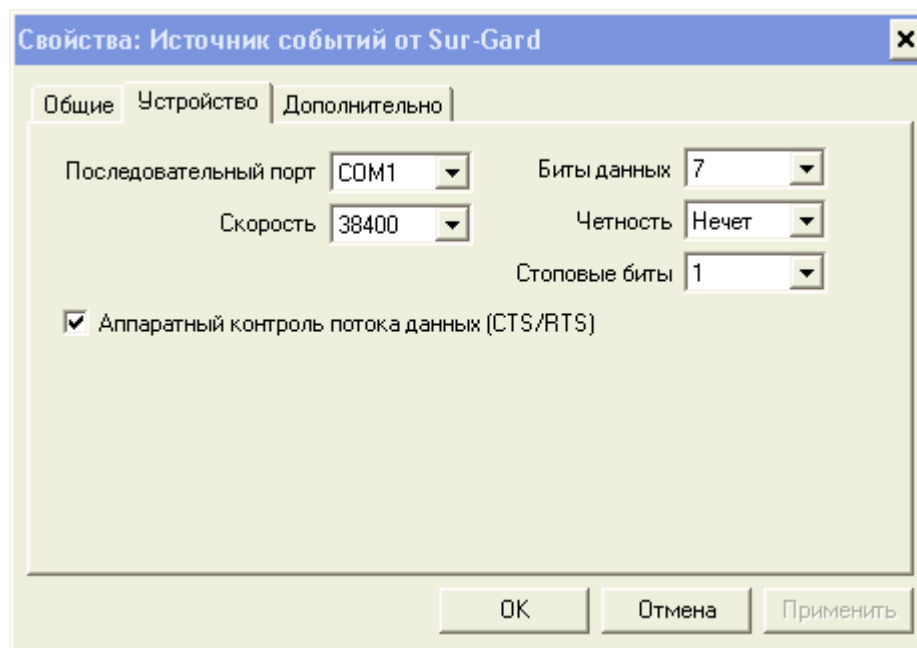 Свойства: Источник событий от Sur-Gard
Общие Устройство Дополнительно
Последовательный порт COM1 Биты данных 7
Скорость 38400 Четность Нечет
Стоповые биты 1
Аппаратный контроль потока данных (CTS/RTS)
OK Отмена Применить